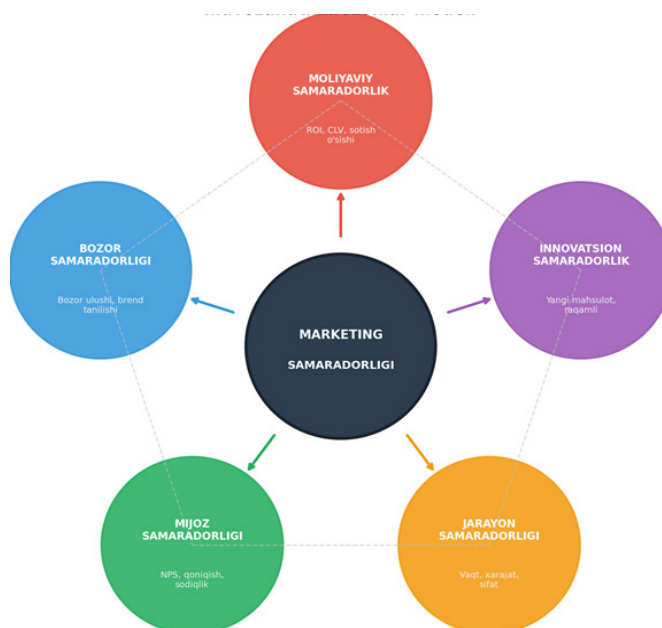 MOLIYAVIY
SAMARADORLIK
ROI, CLV, sotish
o'sishi
BOZOR
SAMARADORLIGI
Bozor ulushi, brend
tanilishi
INNOVATSION
SAMARADORLIK
Yangi mahsulot,
raqamli
MARKETING
SAMARADORLIGI
MIJOZ
SAMARADORLIGI
NPS, qoniqish,
sodiqlik
JARAYON
SAMARADORLIGI
Vaqt, xarajat,
sifat